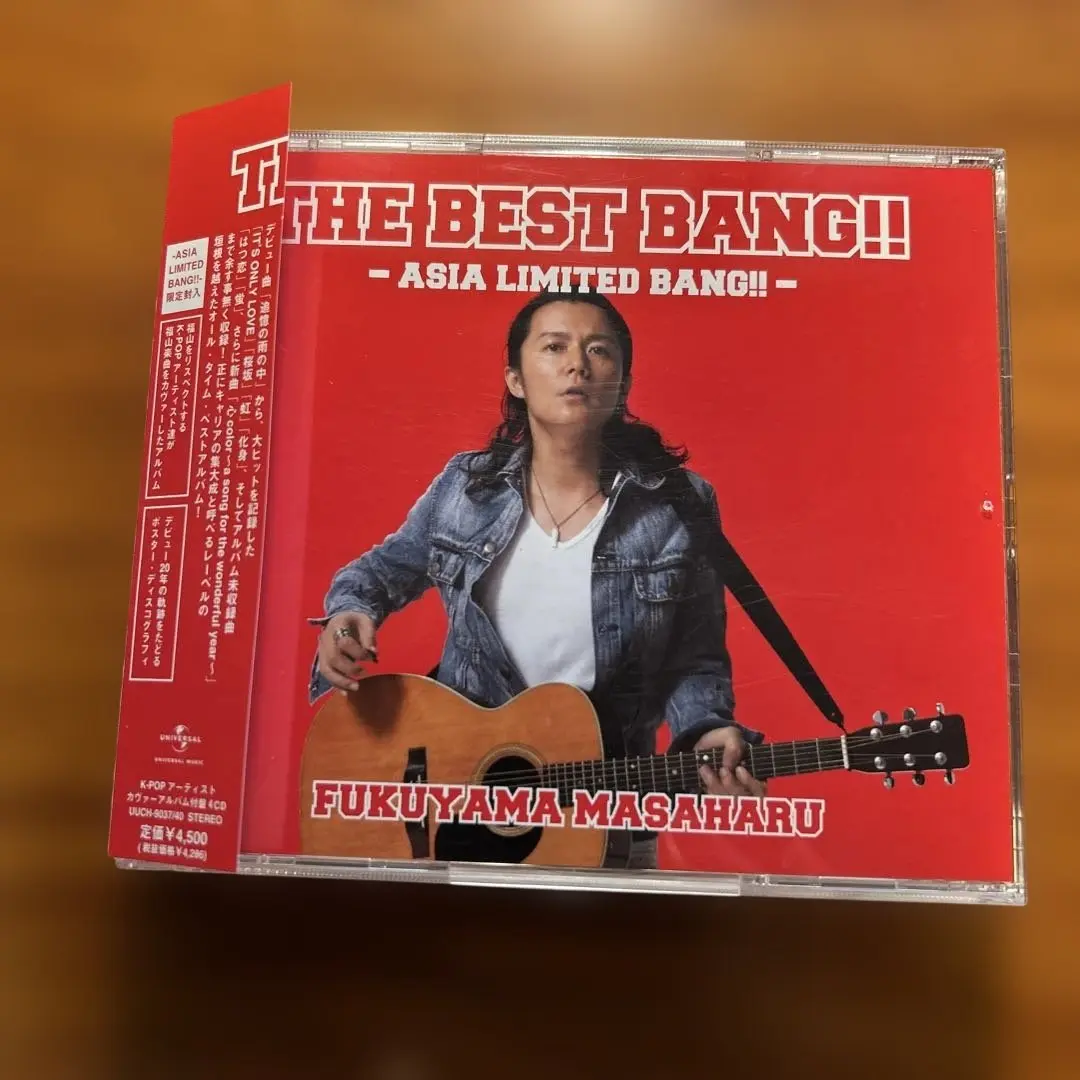 TH
デビュー曲「追憶の雨の中」から、大ヒットを記録した
「IT'S ONLY LOVE」「桜坂」「虹」「化身」、そしてアルバム未収録曲
「はつ恋」「蛍」、さらに新曲「心color〜a song for the wonderful year〜」
まで余す事無く収録!正にキャリアの集大成と呼べるレーベルの
垣根を越えたオール・タイム・ベストアルバム!
-ASIA
LIMITED
BANG!!-
限定封入
福山をリスペクトする
K-POPアーティスト達が
福山楽曲をカヴァーしたアルバム
デビュー20年の軌跡をたどる
ポスター・ディスコグラフィ
UNIVERSAL
UNIVERSAL MUSIC
K-POPアーティスト
カヴァーアルバム付盤 4CD
UUCH-9037/40 STEREO
定価¥4,500
(税抜価格¥4,286)
THE BEST BANG!!
- ASIA LIMITED BANG!! -
FUKUYAMA MASAHARU